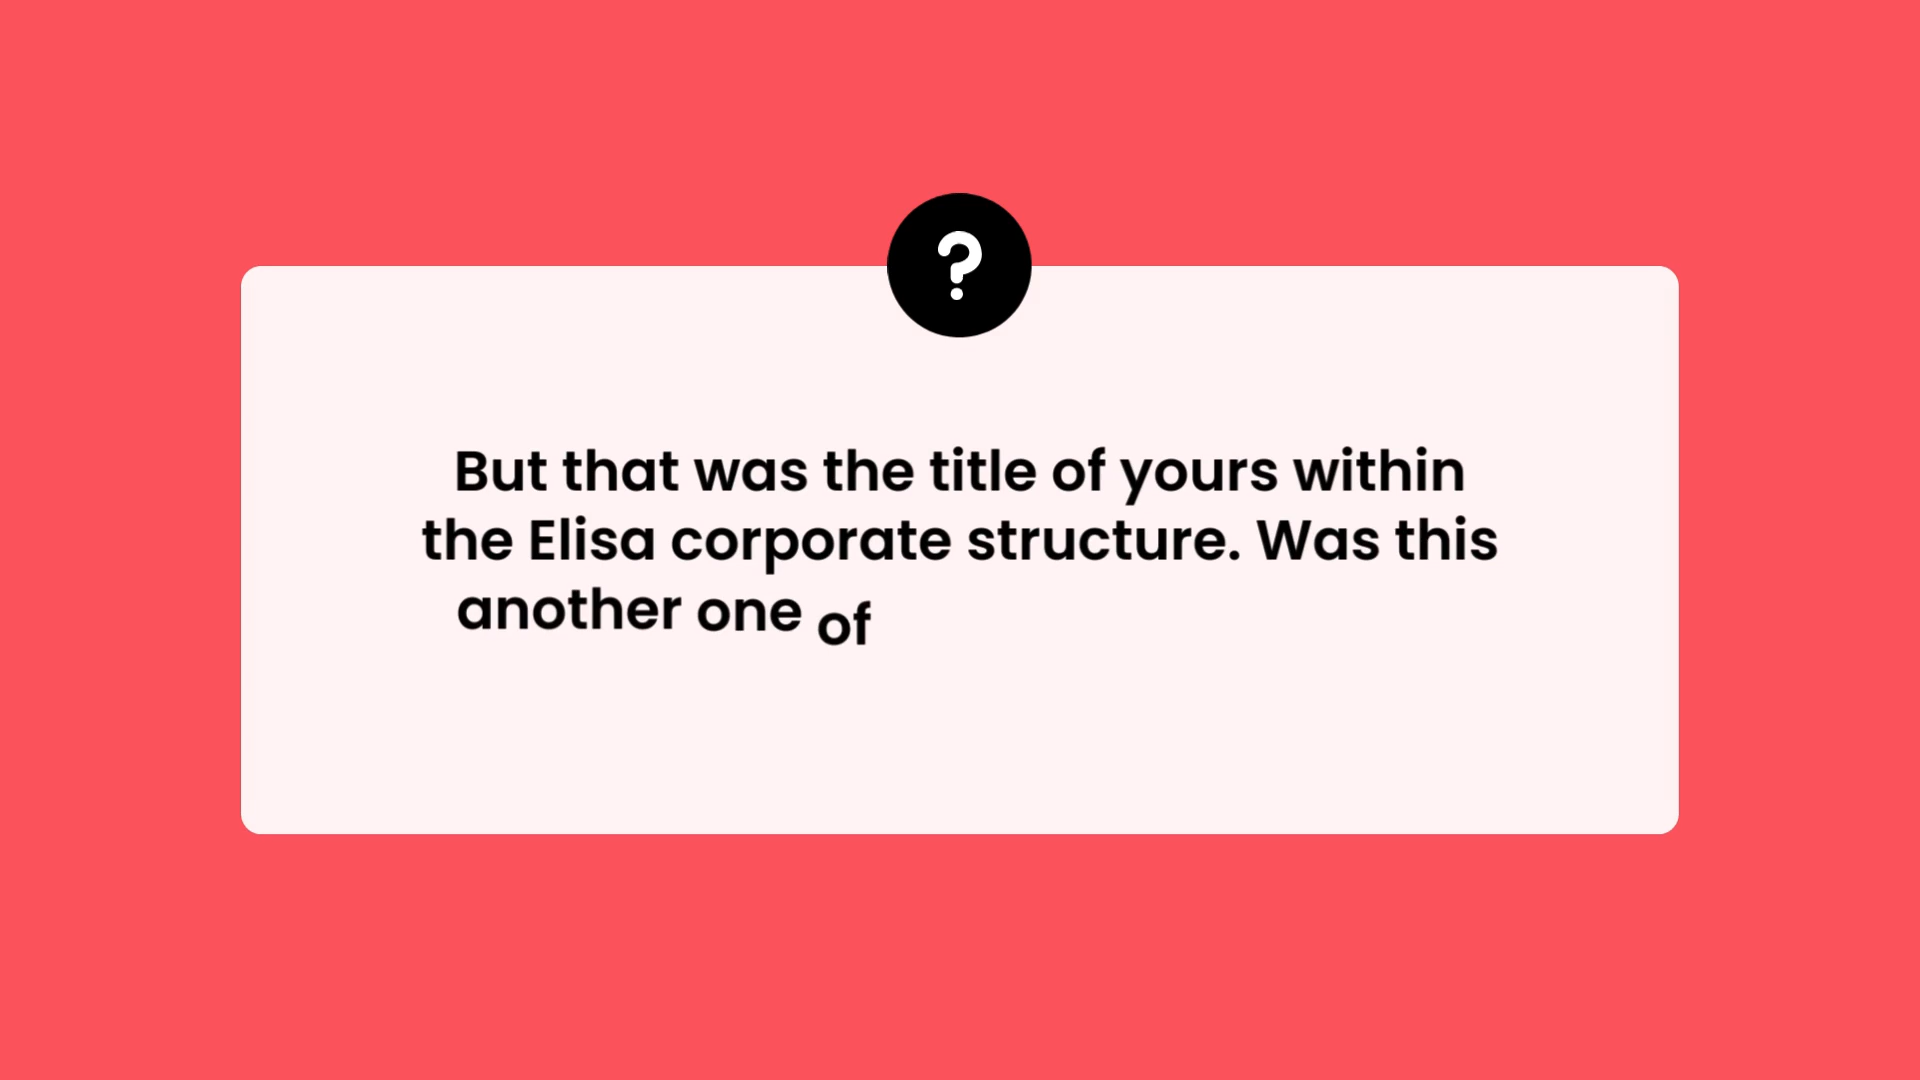 ?
But that was the title of yours within
the Elisa corporate structure. Was this
another one of